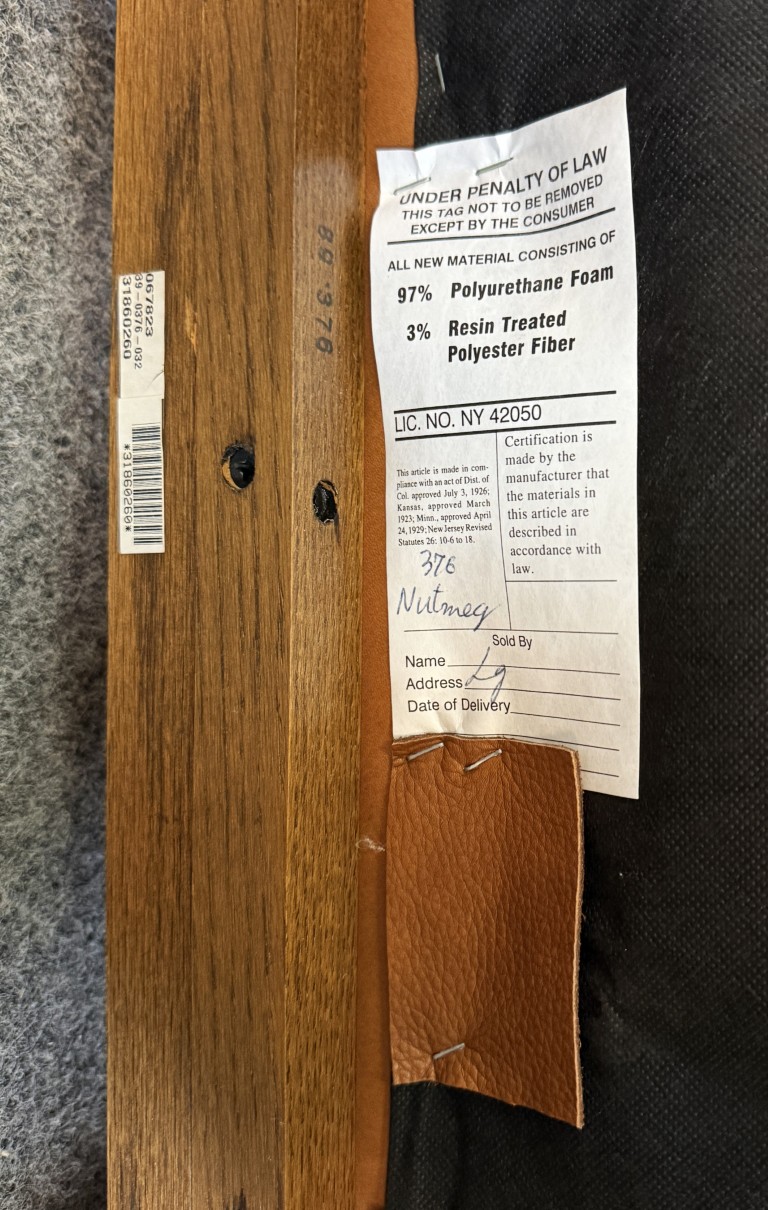 067823
89-0376-032
31860260
*31860260*
89-376
UNDER PENALTY OF LAW
THIS TAG NOT TO BE REMOVED
EXCEPT BY THE CONSUMER
ALL NEW MATERIAL CONSISTING OF
97% Polyurethane Foam
3% Resin Treated
Polyester Fiber
LIC. NO. NY 42050
This article is made in com-
pliance with an act of Dist. of
Col. approved July 3, 1926;
Kansas, approved March
1923; Minn., approved April
24, 1929; New Jersey Revised
Statutes 26: 10-6 to 18.
Certification is
made by the
manufacturer that
the materials in
this article are
described in
accordance with
law.
376
Nutmeg
Sold By
Name
Address Lg
Date of Delivery